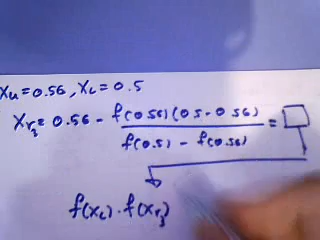 Xu=0.56, XL=0.5
Xr3=0.56 - f(0.56)(0.5-0.56) / f(0.5) - f(0.56) = □
f(XL).f(Xr3)